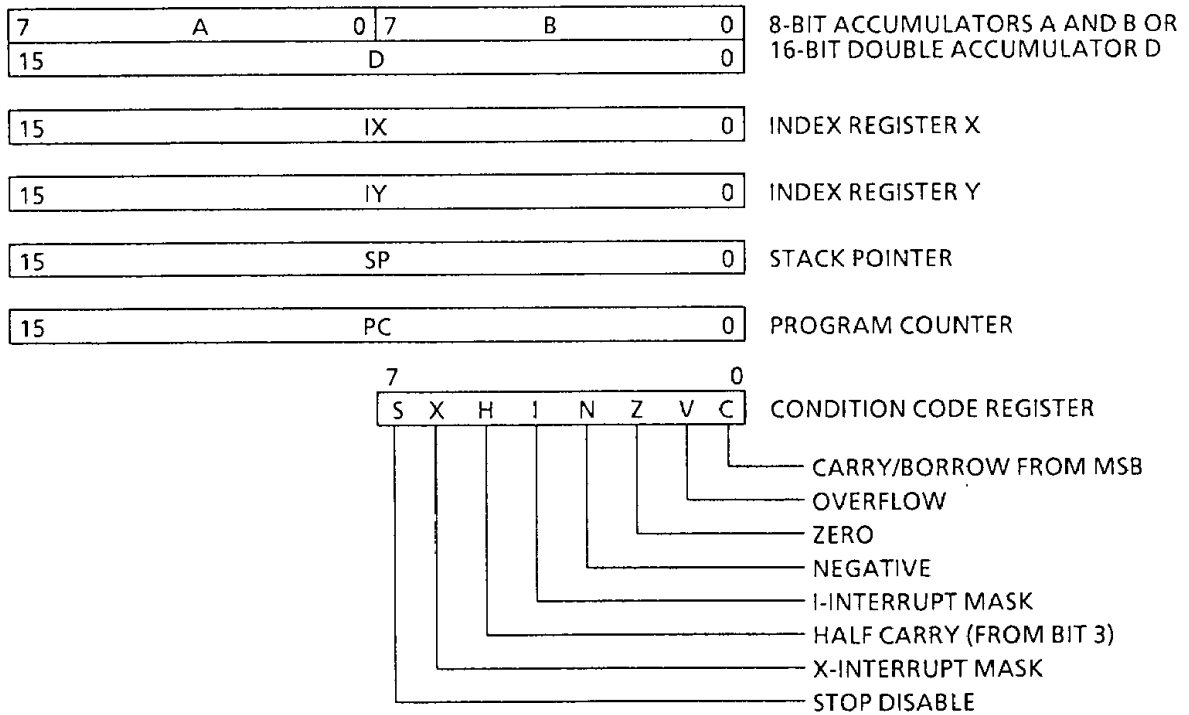 7 A 0 7 B 0 8-BIT ACCUMULATORS A AND B OR
15 D 0 16-BIT DOUBLE ACCUMULATOR D
15 IX 0 INDEX REGISTER X
15 IY 0 INDEX REGISTER Y
15 SP 0 STACK POINTER
15 PC 0 PROGRAM COUNTER
7 0
S X H I N Z V C CONDITION CODE REGISTER
CARRY/BORROW FROM MSB
OVERFLOW
ZERO
NEGATIVE
I-INTERRUPT MASK
HALF CARRY (FROM BIT 3)
X-INTERRUPT MASK
STOP DISABLE